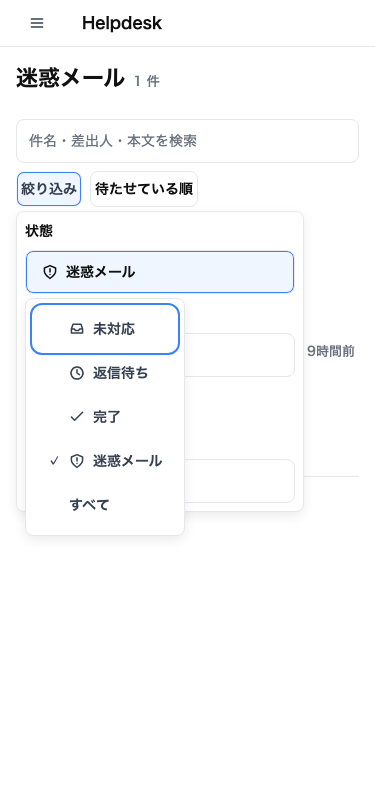 Helpdesk
迷惑メール 1 件
件名・差出人・本文を検索
絞り込み 待たせている順
状態
迷惑メール
未対応
9時間前
返信待ち
完了
✓ 迷惑メール
すべて